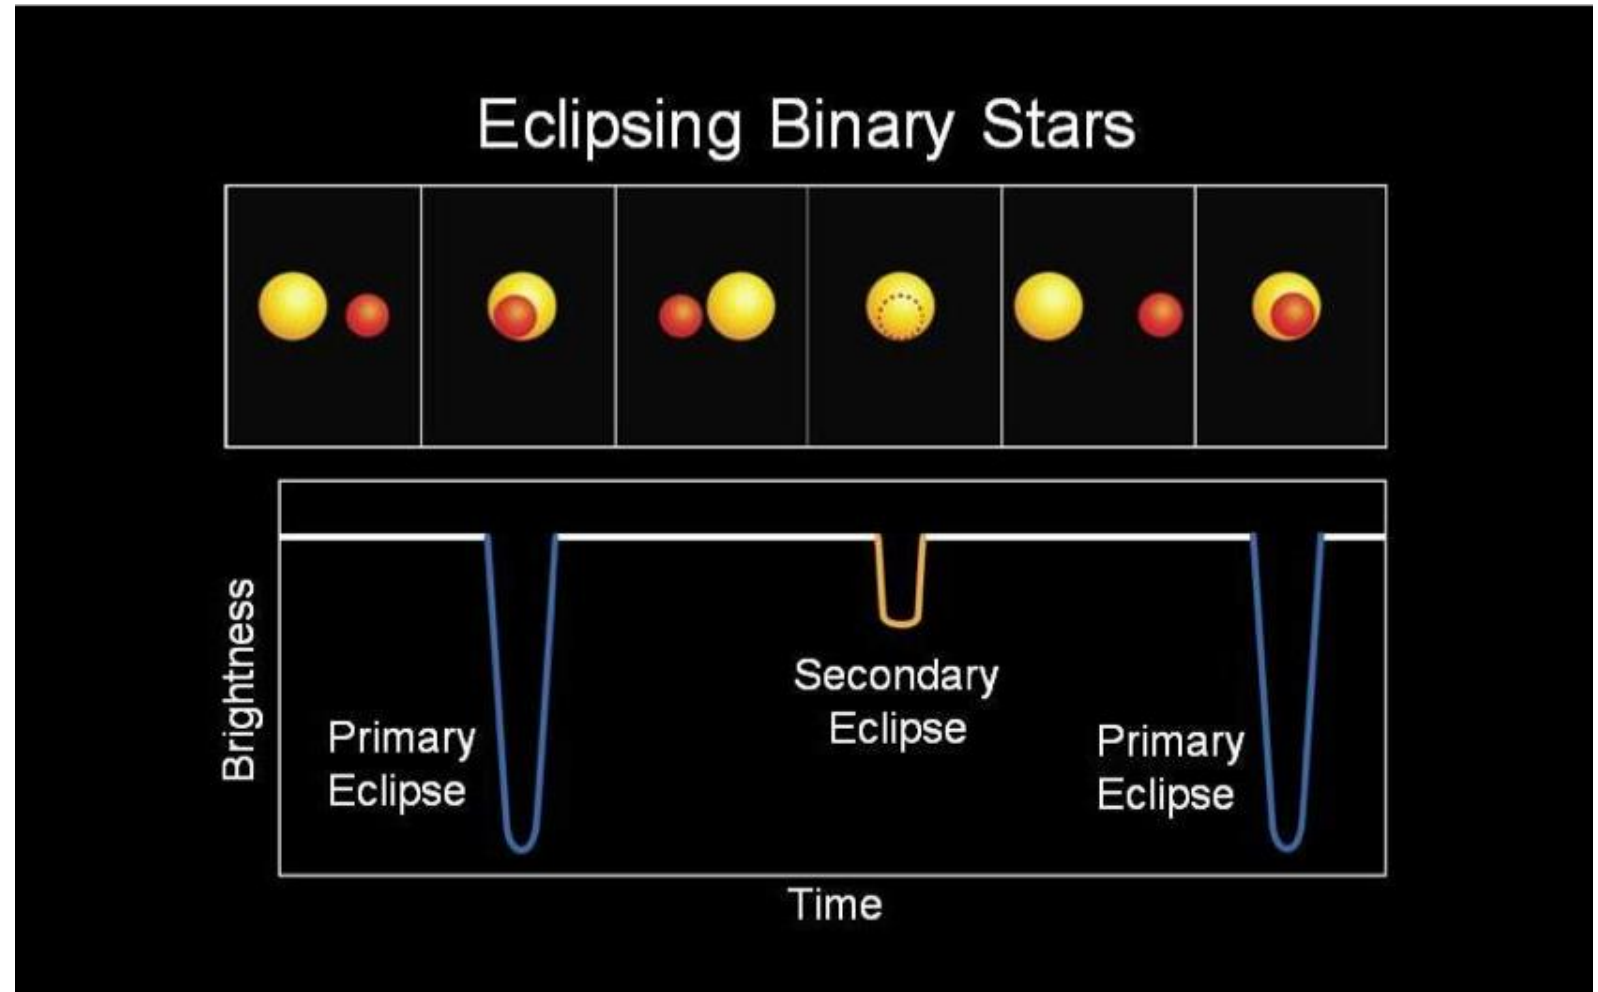 Eclipsing Binary Stars
Brightness
Primary
Eclipse
Secondary
Eclipse
Primary
Eclipse
Time